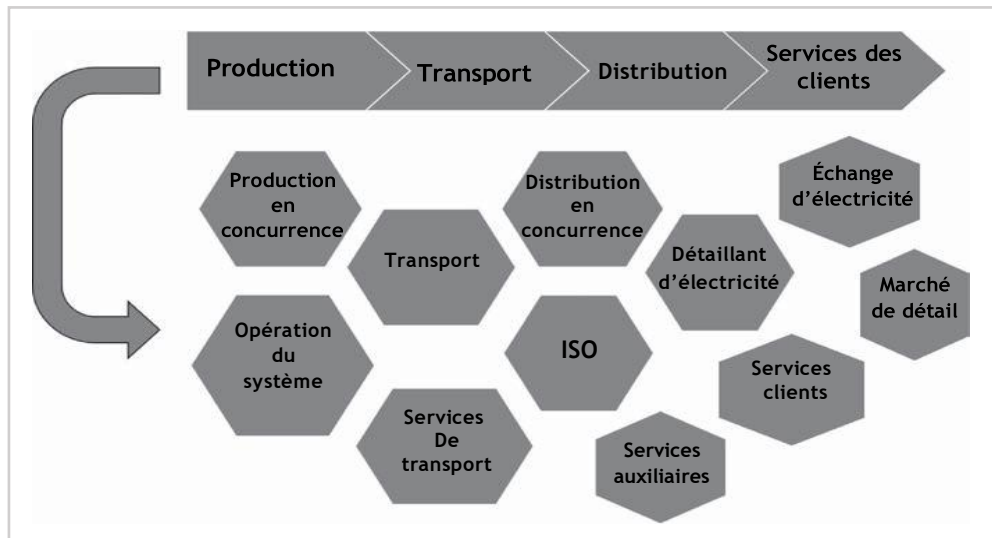 Production
Transport
Distribution
Services des
clients
Production
en
concurrence
Transport
Distribution
en
concurrence
Détaillant
d'électricité
Échange
d'électricité
Marché
de détail
Opération
du
système
ISO
Services
clients
Services
De
transport
Services
auxiliaires